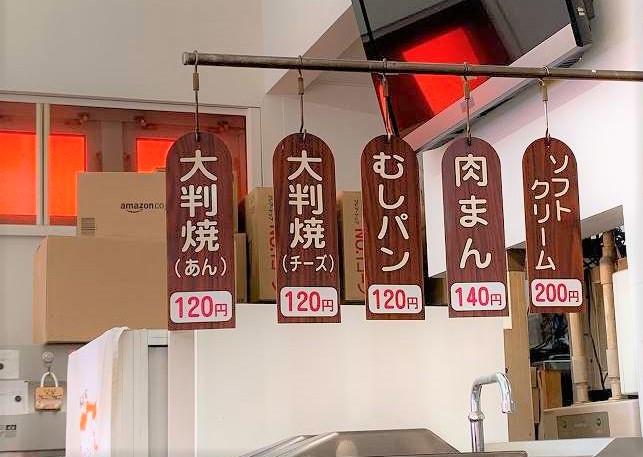 大判焼
(あん)
120円
大判焼
(チーズ)
120円
むしパン
120円
肉まん
140円
ソフト
クリーム
200円
amazon.co